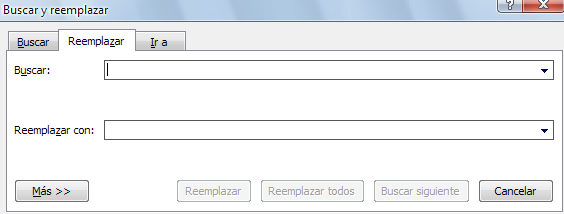 Buscar y reemplazar
Buscar Reemplazar Ir a
Buscar:
Reemplazar con:
Más >> Reemplazar Reemplazar todos Buscar siguiente Cancelar